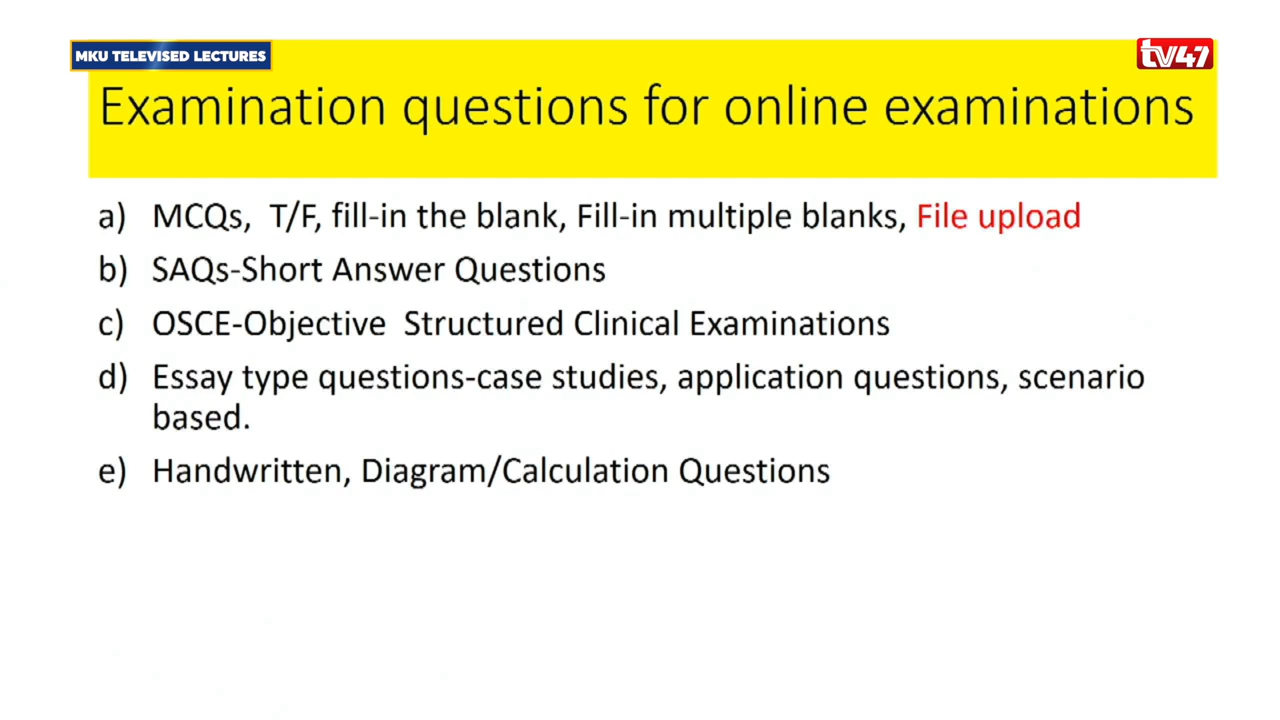 MKU TELEVISED LECTURES
tv47
Examination questions for online examinations
a) MCQs, T/F, fill-in the blank, Fill-in multiple blanks, File upload
b) SAQs-Short Answer Questions
c) OSCE-Objective Structured Clinical Examinations
d) Essay type questions-case studies, application questions, scenario
based.
e) Handwritten, Diagram/Calculation Questions